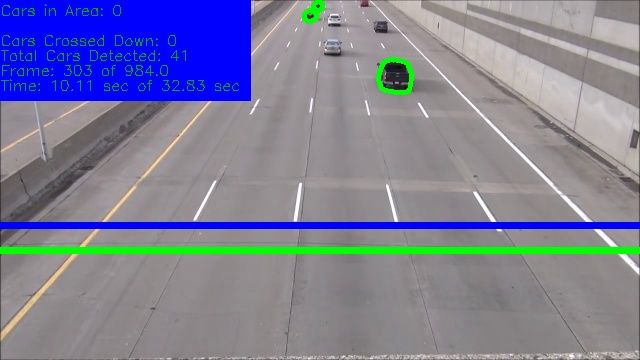 Cars in Area: 0
Cars Crossed Down: 0
Total Cars Detected: 41
Frame: 303 of 984.0
Time: 10.11 sec of 32.83 sec